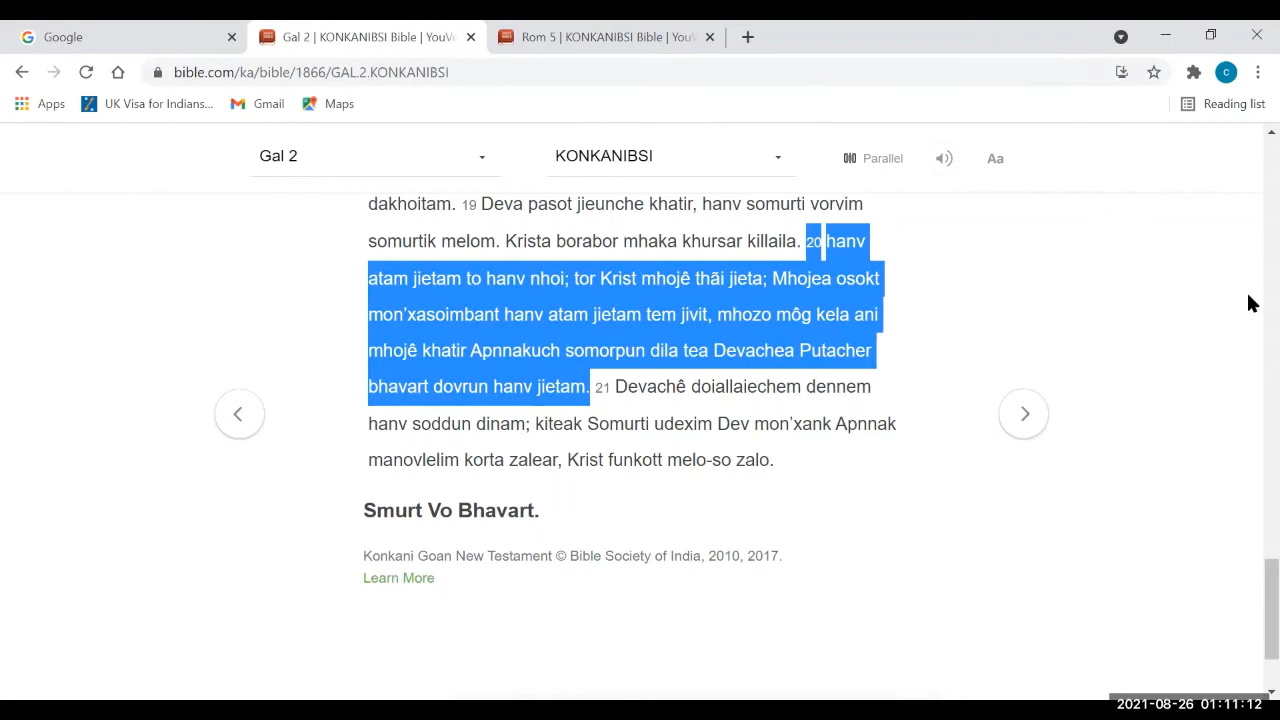 Google
Gal 2 | KONKANIBSI Bible | YouVe
Rom 5 | KONKANIBSI Bible | YouV
bible.com/ka/bible/1866/GAL.2.KONKANIBSI
c
Apps
UK Visa for Indians...
Gmail
Maps
Reading list
Gal 2
KONKANIBSI
Parallel
Aa
dakhoitam. 19 Deva pasot jieunche khatir, hanv somurti vorvim
somurtik melom. Krista borabor mhaka khursar killaila. 20 hanv
atam jietam to hanv nhoi; tor Krist mhojê thãi jieta; Mhojea osokt
mon’xasoimbant hanv atam jietam tem jivit, mhozo môg kela ani
mhojê khatir Apnnakuch somorpun dila tea Devachea Putacher
bhavart dovrun hanv jietam. 21 Devachê doiallaiechem dennem
hanv soddun dinam; kiteak Somurti udexim Dev mon’xank Apnnak
manovlelim korta zalear, Krist funkott melo-so zalo.
Smurt Vo Bhavart.
Konkani Goan New Testament © Bible Society of India, 2010, 2017.
Learn More
2021-08-26 01:11:12